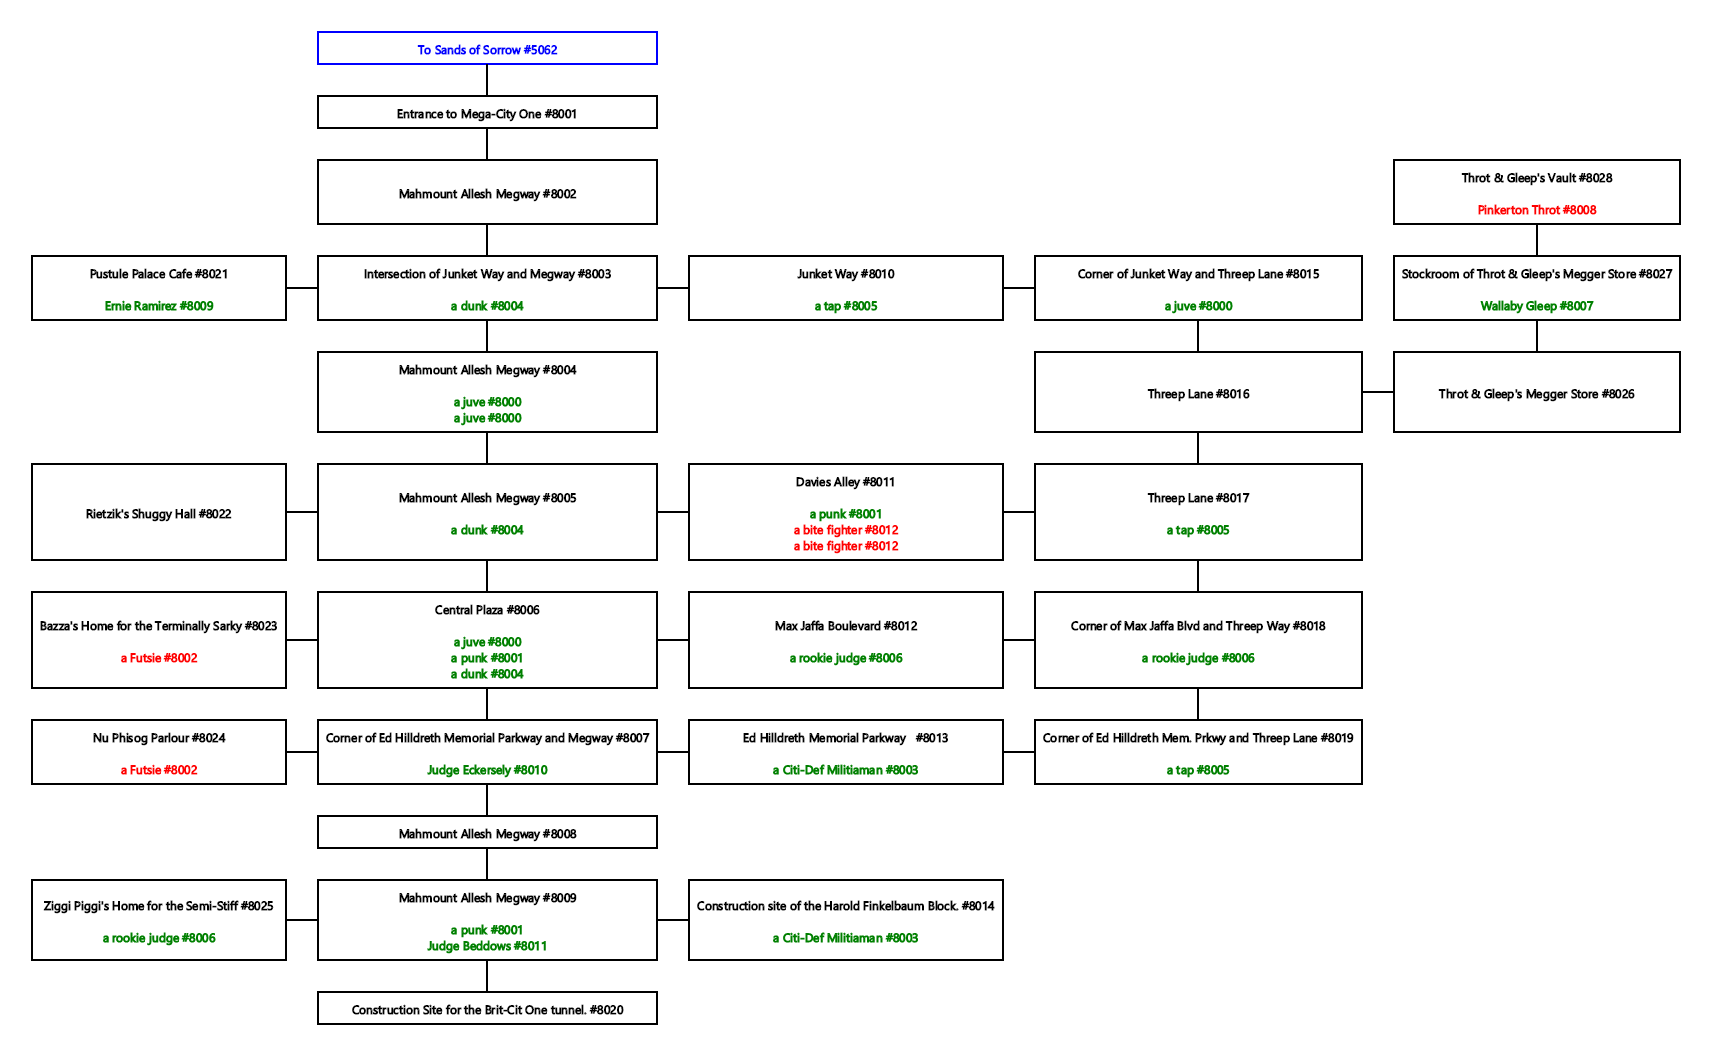 To Sands of Sorrow #5062
Entrance to Mega-City One #8001
Mahmount Allesh Megway #8002
Throt & Gleep's Vault #8028
Pinkerton Throt #8008
Pustule Palace Cafe #8021
Ernie Ramirez #8009
Intersection of Junket Way and Megway #8003
a dunk #8004
Junket Way #8010
a tap #8005
Corner of Junket Way and Threep Lane #8015
a juve #8000
Stockroom of Throt & Gleep's Megger Store #8027
Wallaby Gleep #8007
Mahmount Allesh Megway #8004
a juve #8000
a juve #8000
Threep Lane #8016
Throt & Gleep's Megger Store #8026
Rietzik's Shuggy Hall #8022
Mahmount Allesh Megway #8005
a dunk #8004
Davies Alley #8011
a punk #8001
a bite fighter #8012
a bite fighter #8012
Threep Lane #8017
a tap #8005
Bazza's Home for the Terminally Sarky #8023
a Futsie #8002
Central Plaza #8006
a juve #8000
a punk #8001
a dunk #8004
Max Jaffa Boulevard #8012
a rookie judge #8006
Corner of Max Jaffa Blvd and Threep Way #8018
a rookie judge #8006
Nu Phisog Parlour #8024
a Futsie #8002
Corner of Ed Hilldreth Memorial Parkway and Megway #8007
Judge Eckersely #8010
Ed Hilldreth Memorial Parkway #8013
a Citi-Def Militiaman #8003
Corner of Ed Hilldreth Mem. Prkwy and Threep Lane #8019
a tap #8005
Mahmount Allesh Megway #8008
Ziggi Piggi's Home for the Semi-Stiff #8025
a rookie judge #8006
Mahmount Allesh Megway #8009
a punk #8001
Judge Beddows #8011
Construction site of the Harold Finkelbaum Block. #8014
a Citi-Def Militiaman #8003
Construction Site for the Brit-Cit One tunnel. #8020